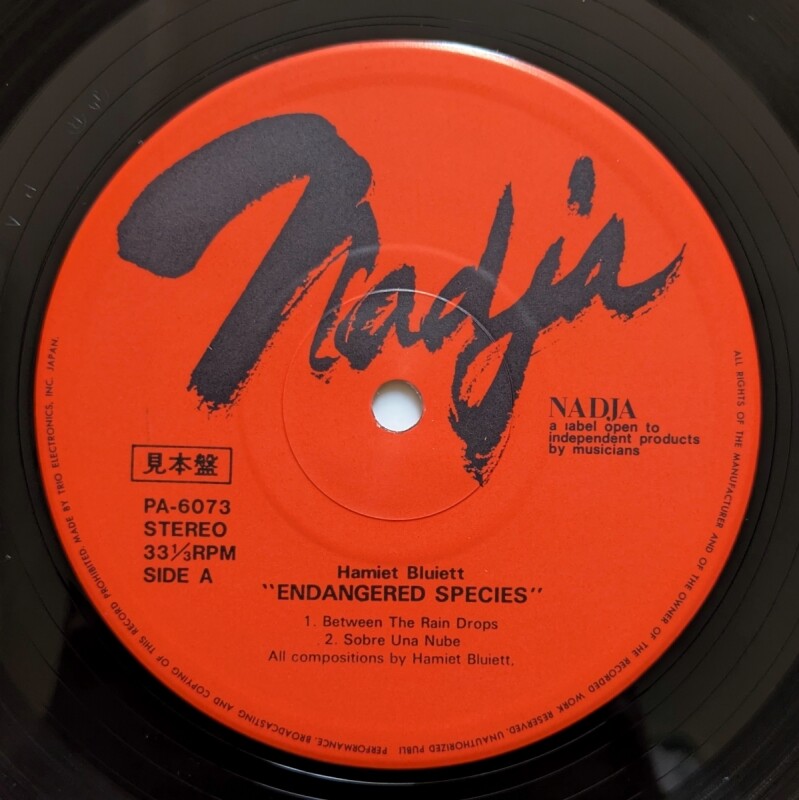 Nadja
NADJA
a label open to
independent products
by musicians
見本盤
PA-6073
STEREO
33⅓RPM
SIDE A
Hamiet Bluiett
"ENDANGERED SPECIES"
1. Between The Rain Drops
2. Sobre Una Nube
All compositions by Hamiet Bluiett.
ALL RIGHTS OF THE MANUFACTURER AND OF THE OWNER OF THE RECORDED WORK RESERVED. UNAUTHORIZED PUBLI PERFORMANCE, BROADCASTING AND COPYING OF THIS RECORD PROHIBITED. MADE BY TRIO ELECTRONICS, INC. JAPAN.